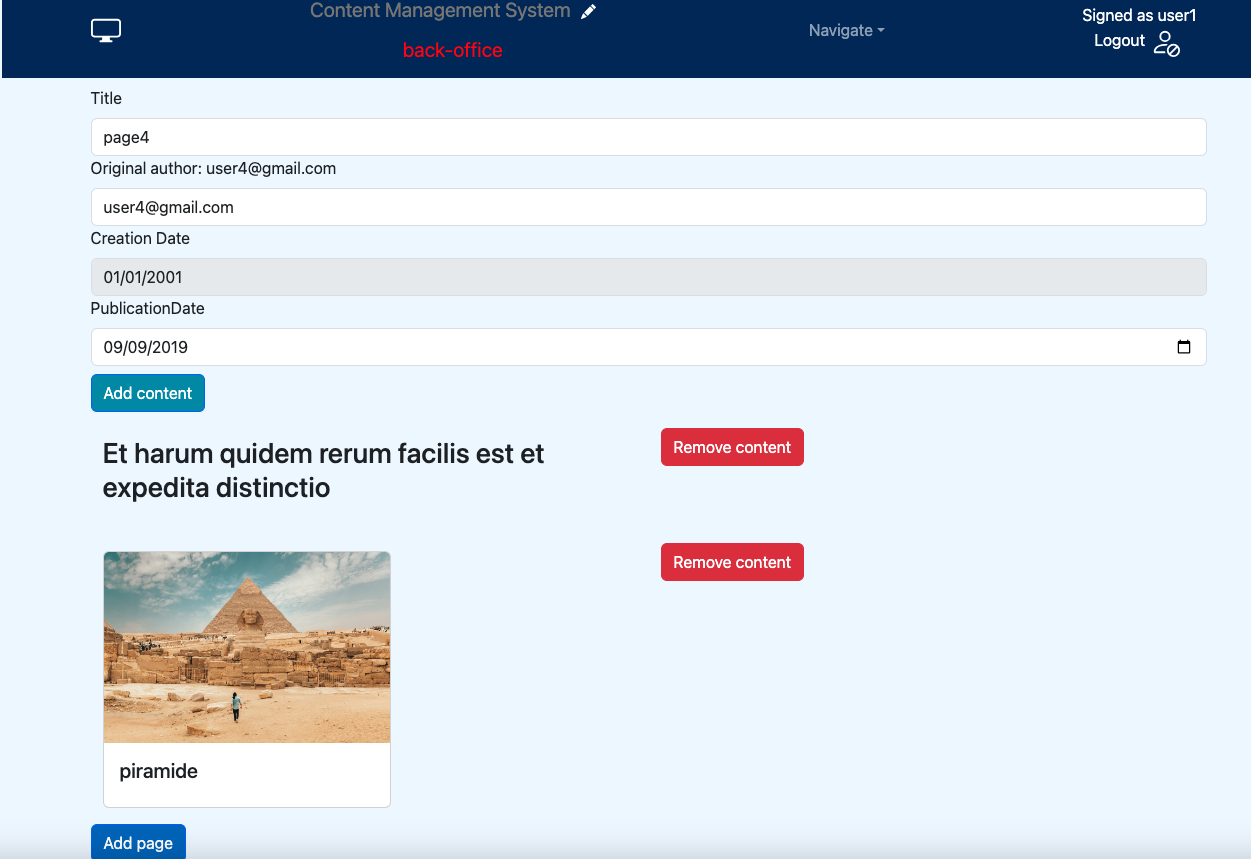 Content Management System
back-office
Navigate
Signed as user1
Logout
Title
page4
Original author: user4@gmail.com
user4@gmail.com
Creation Date
01/01/2001
PublicationDate
09/09/2019
Add content
Et harum quidem rerum facilis est et
expedita distinctio
Remove content
Remove content
piramide
Add page